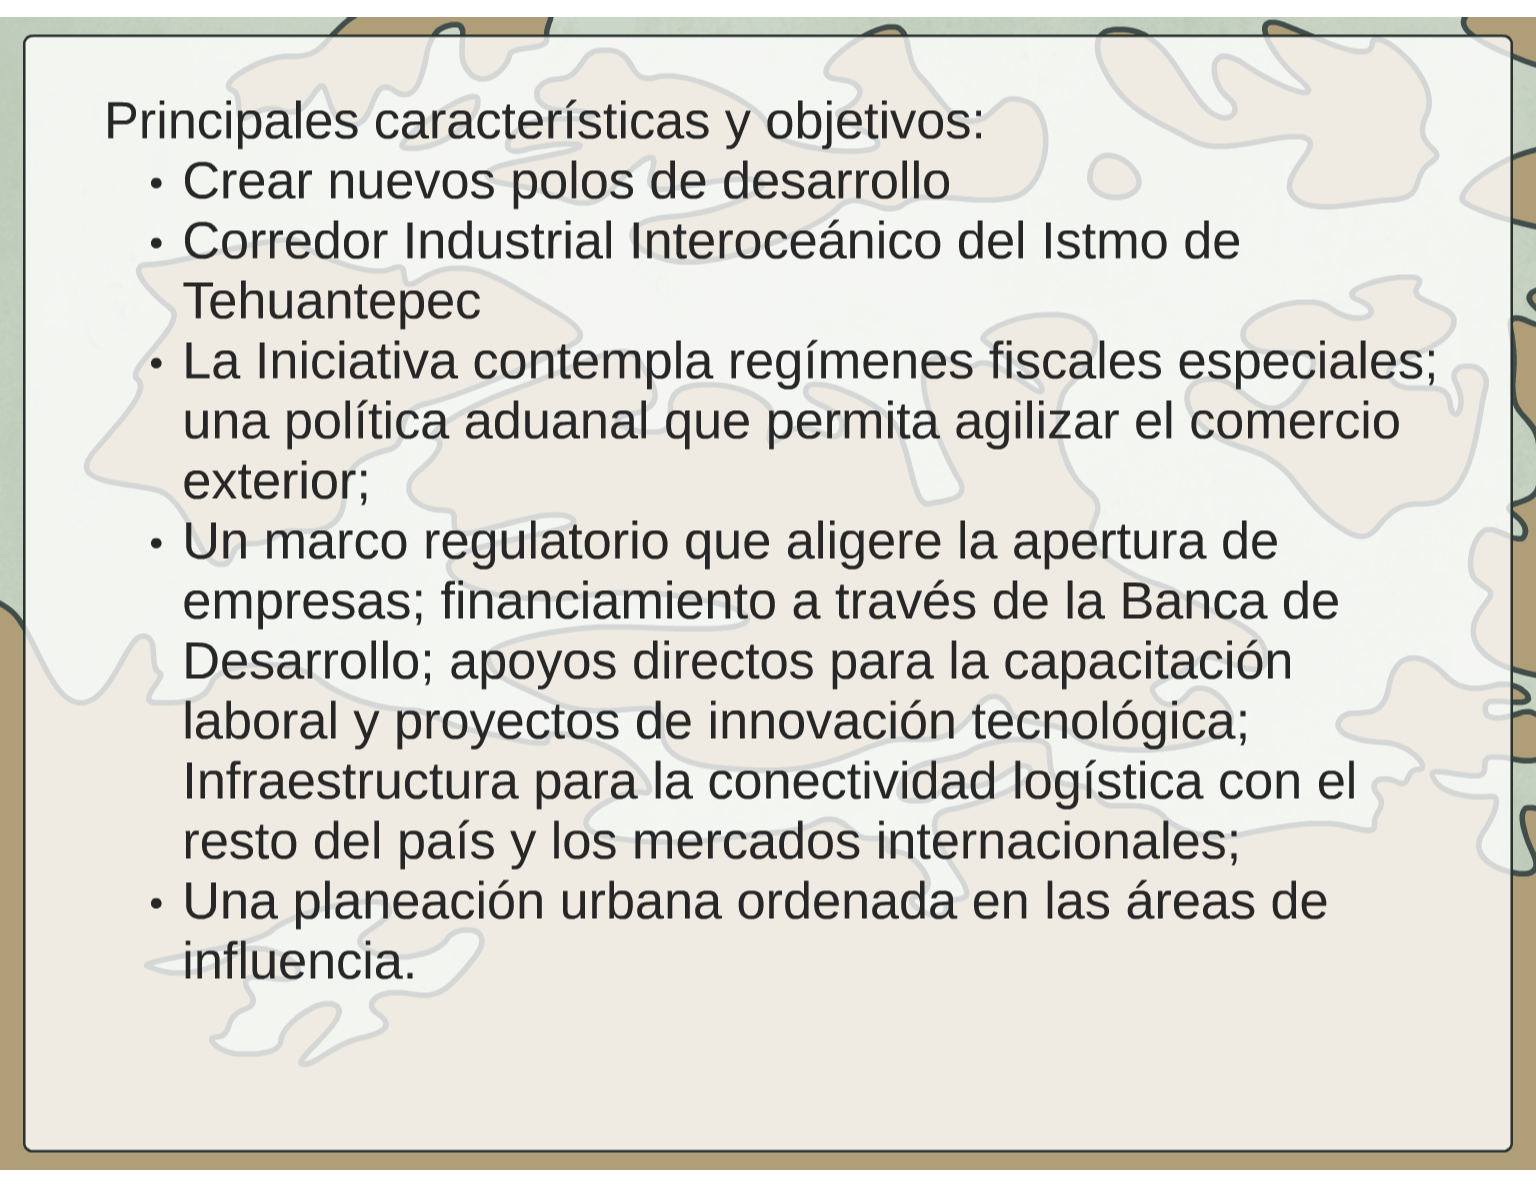 Principales características y objetivos:
• Crear nuevos polos de desarrollo
• Corredor Industrial Interoceánico del Istmo de
Tehuantepec
• La Iniciativa contempla regímenes fiscales especiales;
una política aduanal que permita agilizar el comercio
exterior;
• Un marco regulatorio que aligere la apertura de
empresas; financiamiento a través de la Banca de
Desarrollo; apoyos directos para la capacitación
laboral y proyectos de innovación tecnológica;
Infraestructura para la conectividad logística con el
resto del país y los mercados internacionales;
• Una planeación urbana ordenada en las áreas de
influencia.